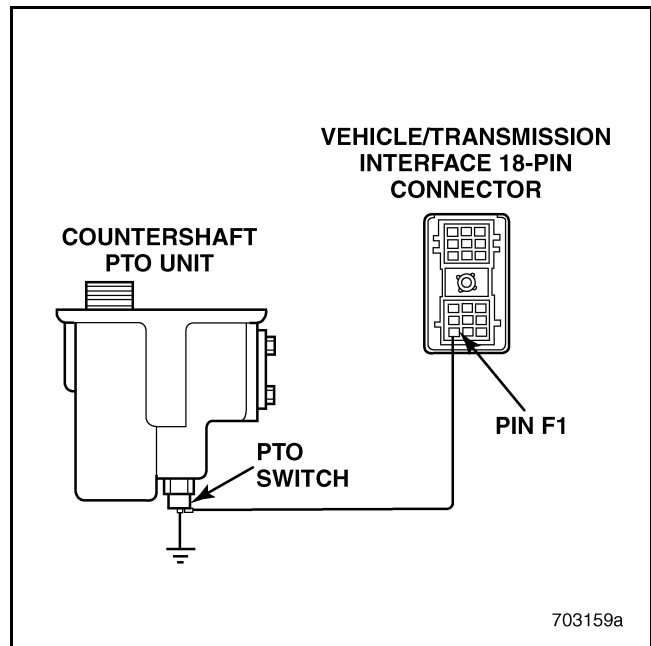 VEHICLE/TRANSMISSION
INTERFACE 18-PIN
CONNECTOR
COUNTERSHAFT
PTO UNIT
PIN F1
PTO
SWITCH
703159a